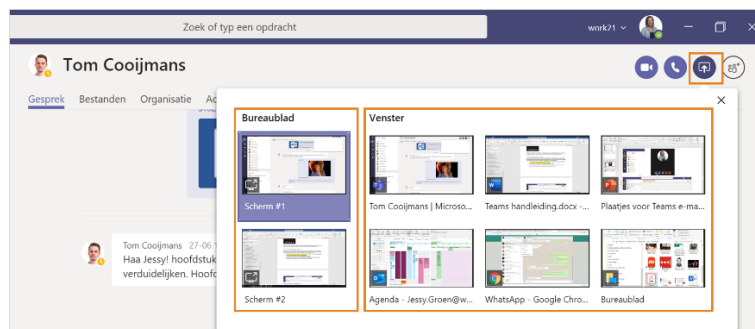 Zoek of typ een opdracht
work21
Tom Cooijmans
Gesprek Bestanden Organisatie
Bureaublad
Venster
Scherm #1
Tom Cooijmans | Microso...
Teams handleiding.docx -...
Plaatjes voor Teams e-ma...
Scherm #2
Agenda - Jessy.Groen@w...
WhatsApp - Google Chro...
Bureaublad
Tom Cooijmans 27-06
Haa Jessy! hoofdstuk
verduidelijken. Hoofd